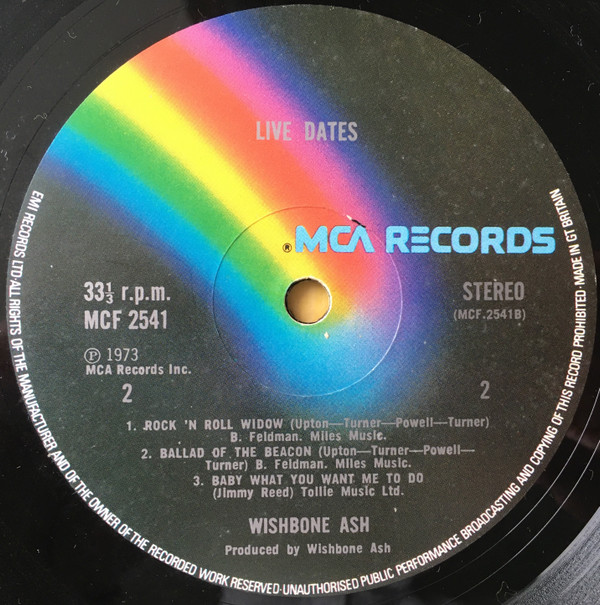 LIVE DATES
® MCA RECORDS
33⅓ r.p.m.
MCF 2541
STEREO
(MCF.2541B)
℗ 1973
MCA Records Inc.
2
2
1. ROCK 'N ROLL WIDOW (Upton—Turner—Powell—Turner)
B. Feldman. Miles Music.
2. BALLAD OF THE BEACON (Upton—Turner—Powell—
Turner) B. Feldman. Miles Music.
3. BABY WHAT YOU WANT ME TO DO
(Jimmy Reed) Tollie Music Ltd.
WISHBONE ASH
Produced by Wishbone Ash
EMI RECORDS LTD·ALL RIGHTS OF THE MANUFACTURER AND OF THE OWNER OF THE RECORDED WORK RESERVED·UNAUTHORISED PUBLIC PERFORMANCE BROADCASTING AND COPYING OF THIS RECORD PROHIBITED·MADE IN GT BRITAIN